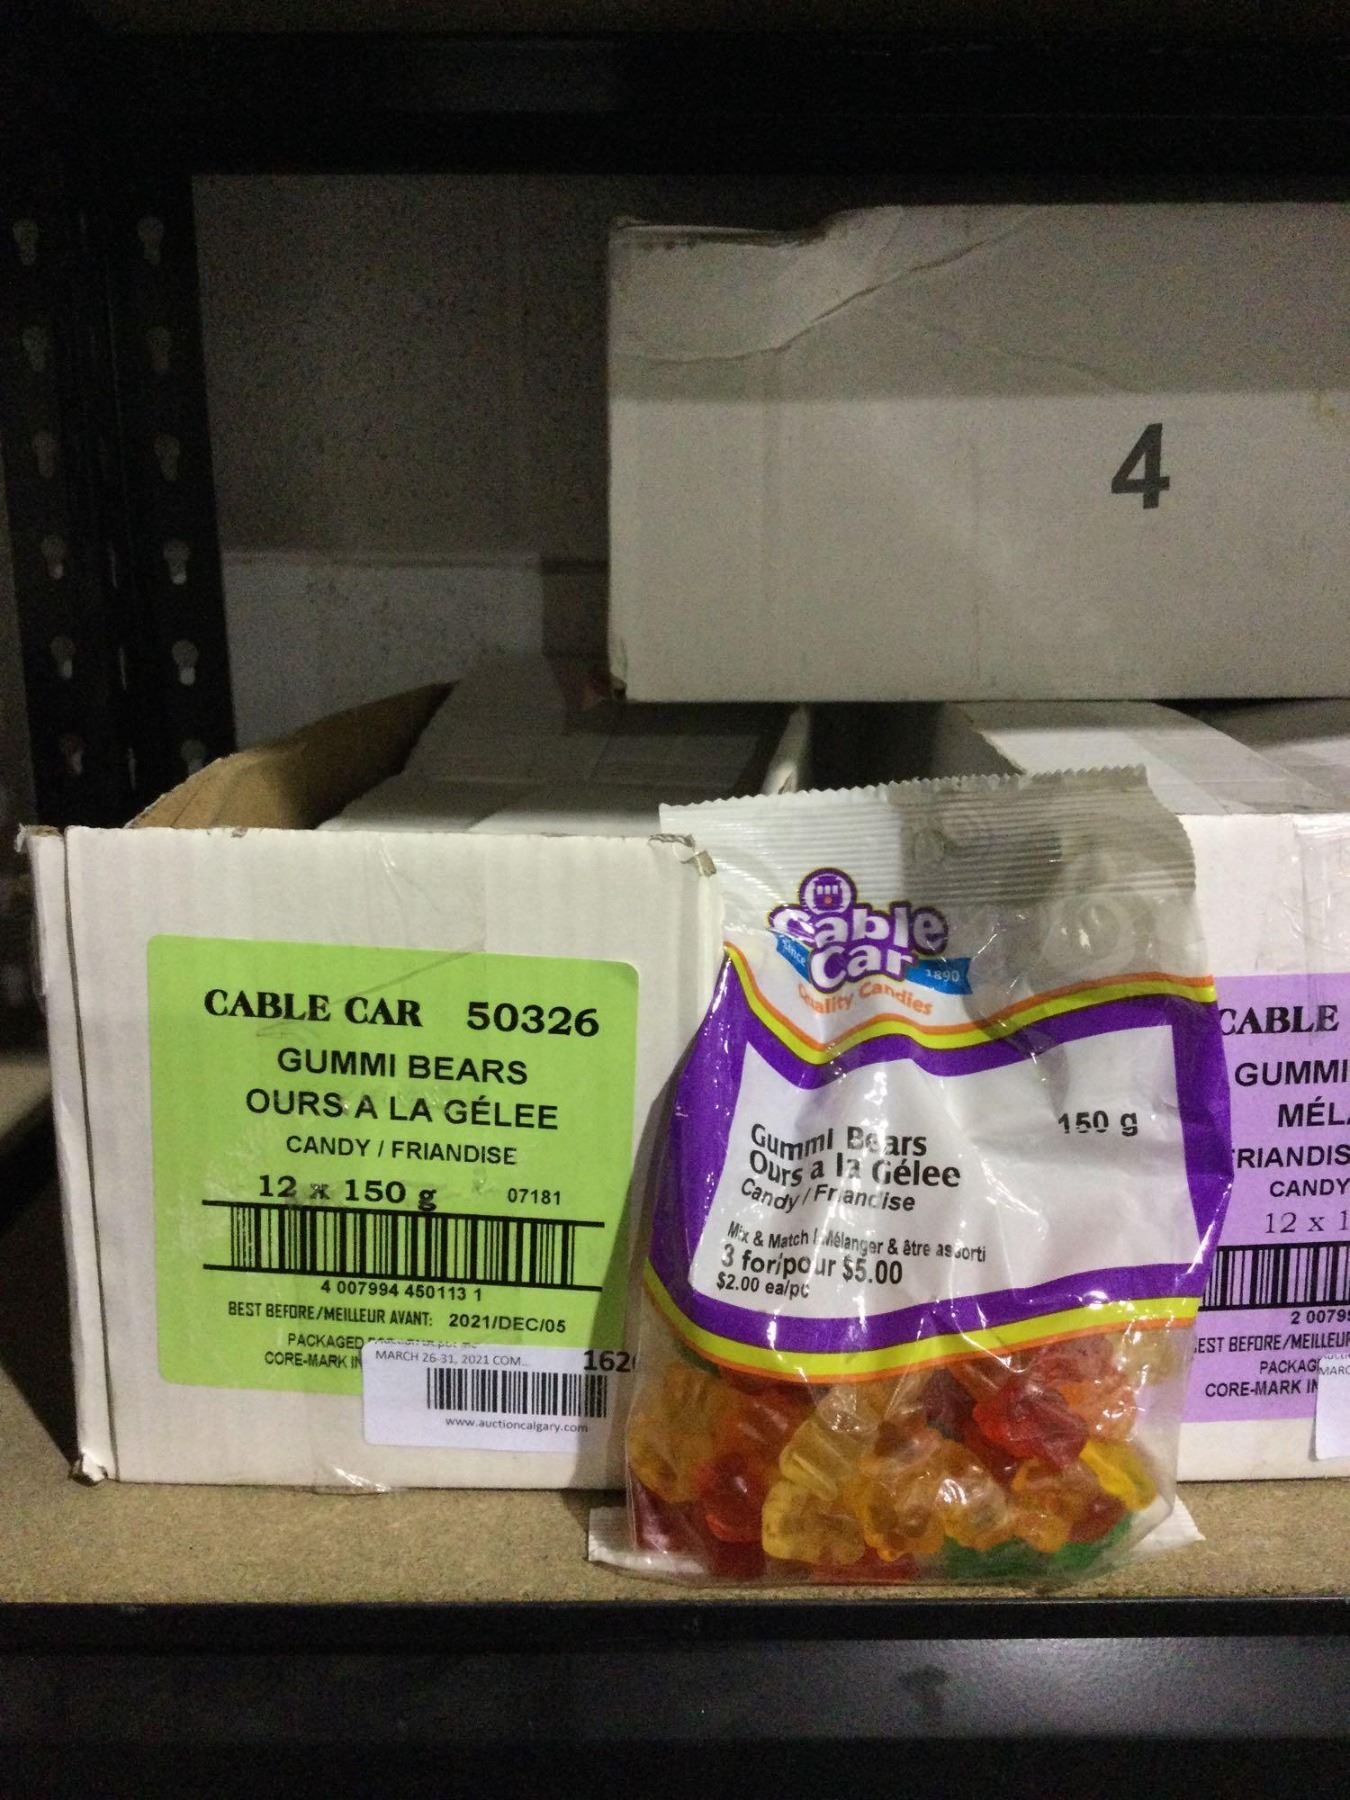 4
CABLE CAR 50326
GUMMI BEARS
OURS A LA GÉLEE
CANDY / FRIANDISE
12 x 150 g 07181
4 007994 450113 1
BEST BEFORE/MEILLEUR AVANT: 2021/DEC/05
PACKAGED
CORE-MARK IN
MARCH 26-31, 2021 COM...
162
www.auctioncalgary.com
Cable
Car
Since 1890
Quality Candies
150 g
Gummi Bears
Ours a la Gélee
Candy / Friandise
Mix & Match / Mélanger & être assorti
3 for/pour $5.00
$2.00 ea/pc
CABLE
GUMMI
MÉL
RIANDIS
CANDY
12 x 1
2 0079
EST BEFORE/MEILLEU
PACKAG
CORE-MARK IN
MARC